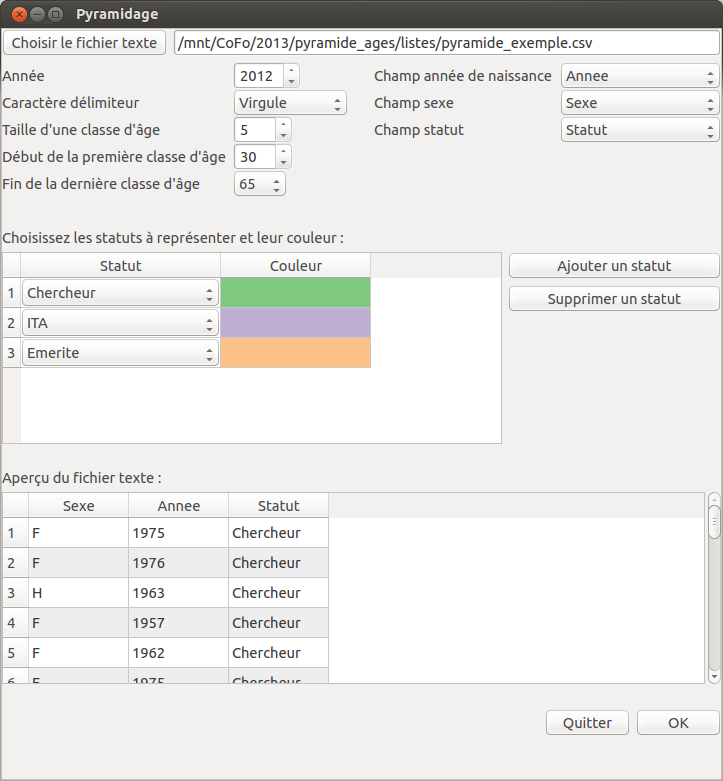 Pyramidage
Choisir le fichier texte /mnt/CoFo/2013/pyramide_ages/listes/pyramide_exemple.csv
Année 2012 Champ année de naissance Annee
Caractère délimiteur Virgule Champ sexe Sexe
Taille d'une classe d'âge 5 Champ statut Statut
Début de la première classe d'âge 30
Fin de la dernière classe d'âge 65
Choisissez les statuts à représenter et leur couleur :
Statut Couleur
1 Chercheur
2 ITA
3 Emerite
Ajouter un statut
Supprimer un statut
Aperçu du fichier texte :
Sexe Annee Statut
1 F 1975 Chercheur
2 F 1976 Chercheur
3 H 1963 Chercheur
4 F 1957 Chercheur
5 F 1962 Chercheur
6 F 1975 Chercheur
Quitter OK